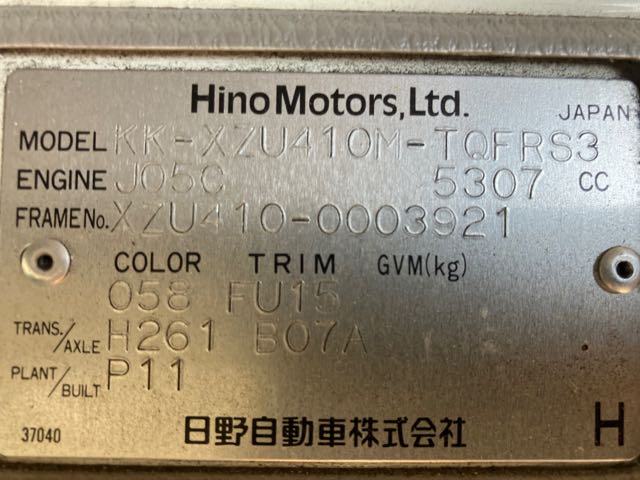 Hino Motors, Ltd.
JAPAN
MODEL KK-XZU410M-TQFRS3
ENGINE J05C 5307 CC
FRAME No. XZU410-0003921
COLOR TRIM GVM(kg)
058 FU15
TRANS./AXLE H261 B07A
PLANT/BUILT P11
37040 日野自動車株式会社 H